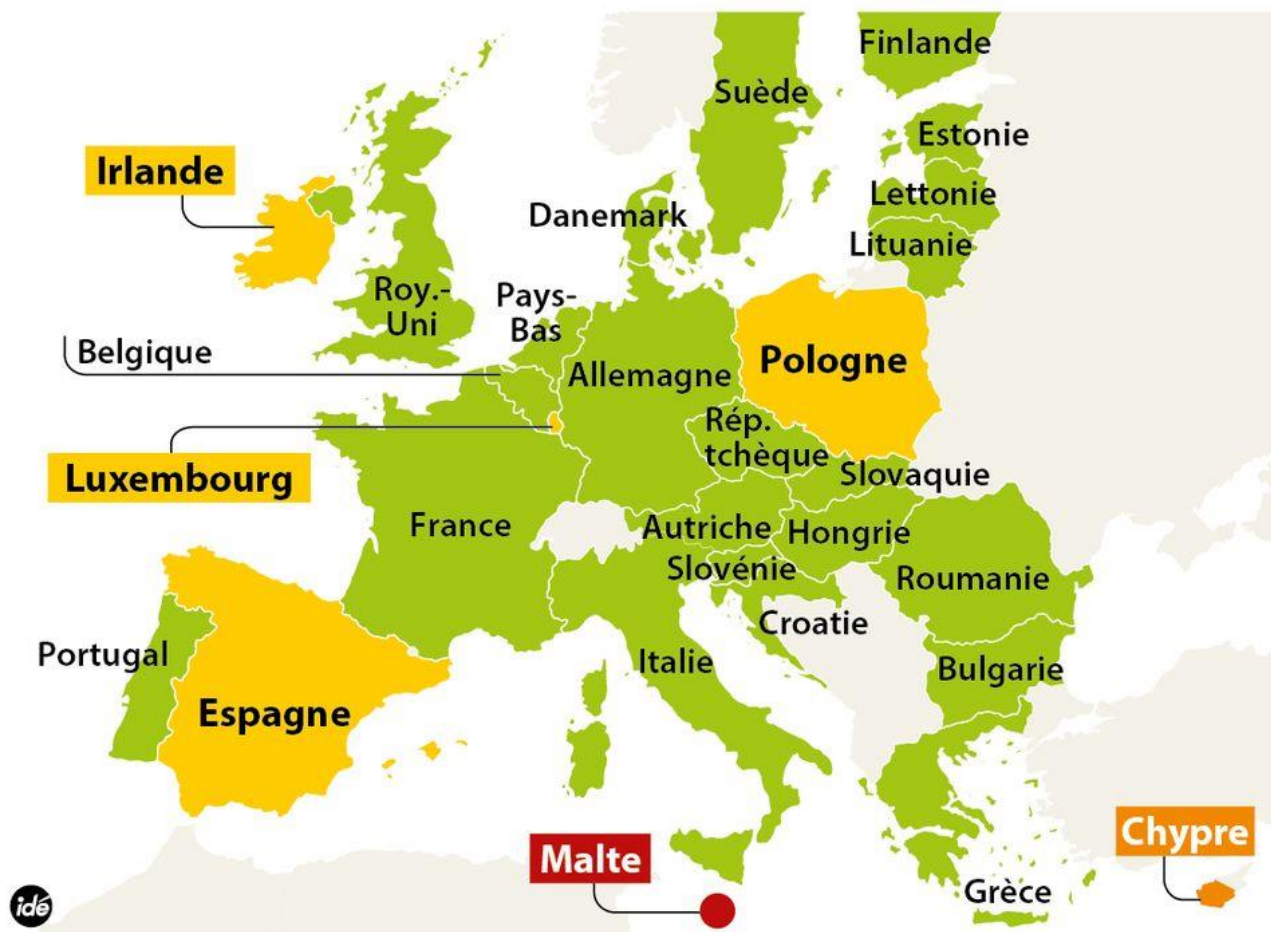 Finlande
Suède
Estonie
Irlande
Lettonie
Danemark
Lituanie
Roy.-
Uni
Pays-
Bas
Belgique
Allemagne
Pologne
Rép.
tchèque
Luxembourg
Slovaquie
France
Autriche
Hongrie
Slovénie
Roumanie
Croatie
Portugal
Italie
Bulgarie
Espagne
Malte
Chypre
Grèce
idé